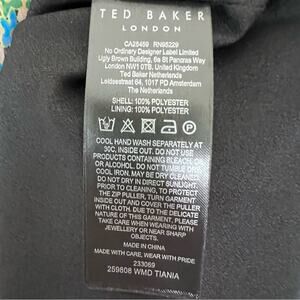 TED BAKER
LONDON
CA25459 RN95229
No Ordinary Designer Label Limited
Ugly Brown Building, 6a St Pancras Way
London NW1 0TB. United Kingdom
Ted Baker Netherlands
Leidsestraat 64, 1017 PD Amsterdam
The Netherlands
SHELL: 100% POLYESTER
LINING: 100% POLYESTER
COOL HAND WASH SEPARATELY AT
30C, INSIDE OUT. DO NOT USE
PRODUCTS CONTAINING BLEACH, OIL
OR ALCOHOL. DO NOT TUMBLE DRY.
COOL IRON. MAY BE DRY CLEANED.
DO NOT DRY IN DIRECT SUNLIGHT.
PRIOR TO CLEANING, TO PROTECT
THE ZIP PULLER, TURN GARMENT
INSIDE OUT AND COVER THE PULLER
WITH CLOTH. DUE TO THE DELICATE
NATURE OF THIS GARMENT, PLEASE
TAKE CARE WHEN WEARING WITH
JEWELLERY OR NEAR SHARP
OBJECTS.
MADE IN CHINA
MADE WITH CARE, WEAR WITH PRIDE
233069
259808 WMD TIANIA